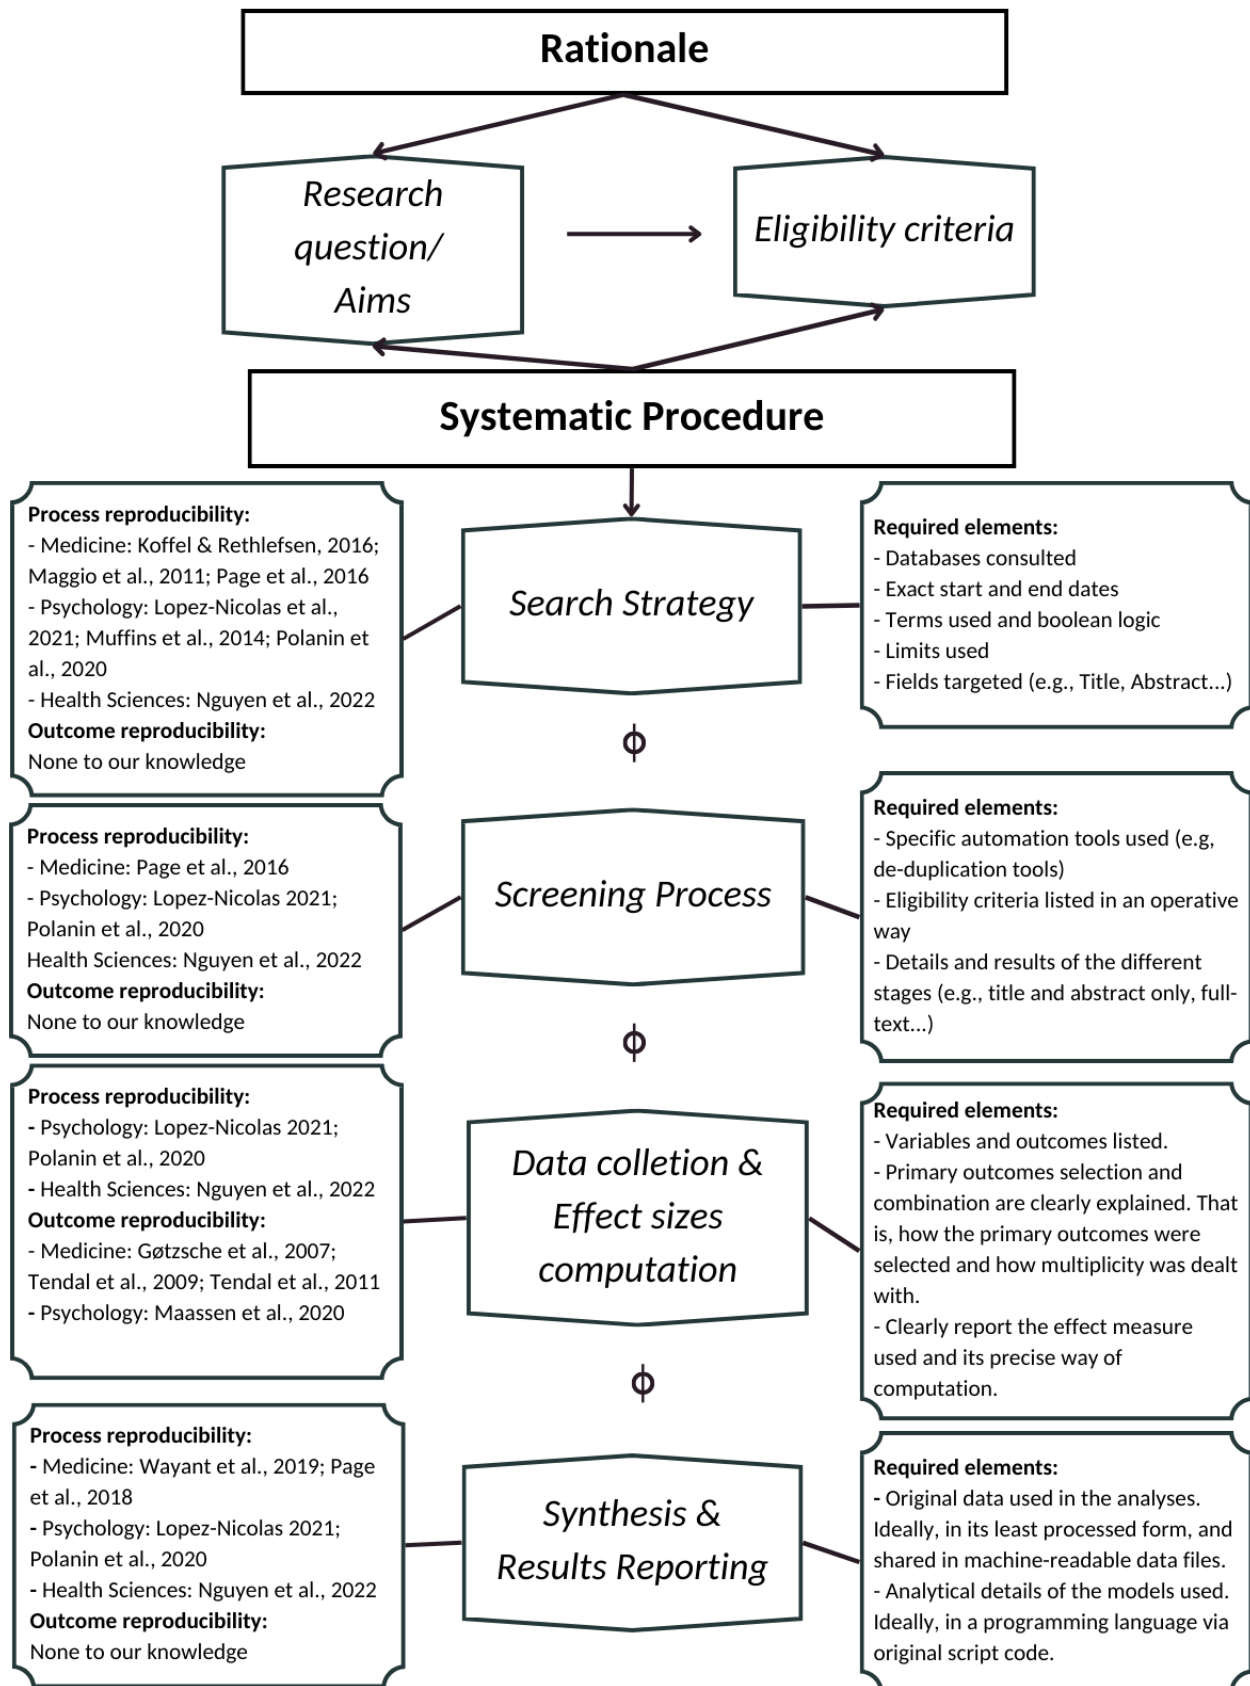 Rationale
Research
question/
Aims
Eligibility criteria
Systematic Procedure
Process reproducibility:
- Medicine: Koffel & Rethlefsen, 2016;
Maggio et al., 2011; Page et al., 2016
- Psychology: Lopez-Nicolas et al.,
2021; Muffins et al., 2014; Polanin et
al., 2020
- Health Sciences: Nguyen et al., 2022
Outcome reproducibility:
None to our knowledge
Search Strategy
Required elements:
- Databases consulted
- Exact start and end dates
- Terms used and boolean logic
- Limits used
- Fields targeted (e.g., Title, Abstract...)
ϕ
Process reproducibility:
- Medicine: Page et al., 2016
- Psychology: Lopez-Nicolas 2021;
Polanin et al., 2020
Health Sciences: Nguyen et al., 2022
Outcome reproducibility:
None to our knowledge
Screening Process
Required elements:
- Specific automation tools used (e.g,
de-duplication tools)
- Eligibility criteria listed in an operative
way
- Details and results of the different
stages (e.g., title and abstract only, full-
text...)
ϕ
Process reproducibility:
- Psychology: Lopez-Nicolas 2021;
Polanin et al., 2020
- Health Sciences: Nguyen et al., 2022
Outcome reproducibility:
- Medicine: Gøtzsche et al., 2007;
Tendal et al., 2009; Tendal et al., 2011
- Psychology: Maassen et al., 2020
Data colletion &
Effect sizes
computation
Required elements:
- Variables and outcomes listed.
- Primary outcomes selection and
combination are clearly explained. That
is, how the primary outcomes were
selected and how multiplicity was dealt
with.
- Clearly report the effect measure
used and its precise way of
computation.
ϕ
Process reproducibility:
- Medicine: Wayant et al., 2019; Page
et al., 2018
- Psychology: Lopez-Nicolas 2021;
Polanin et al., 2020
- Health Sciences: Nguyen et al., 2022
Outcome reproducibility:
None to our knowledge
Synthesis &
Results Reporting
Required elements:
- Original data used in the analyses.
Ideally, in its least processed form, and
shared in machine-readable data files.
- Analytical details of the models used.
Ideally, in a programming language via
original script code.